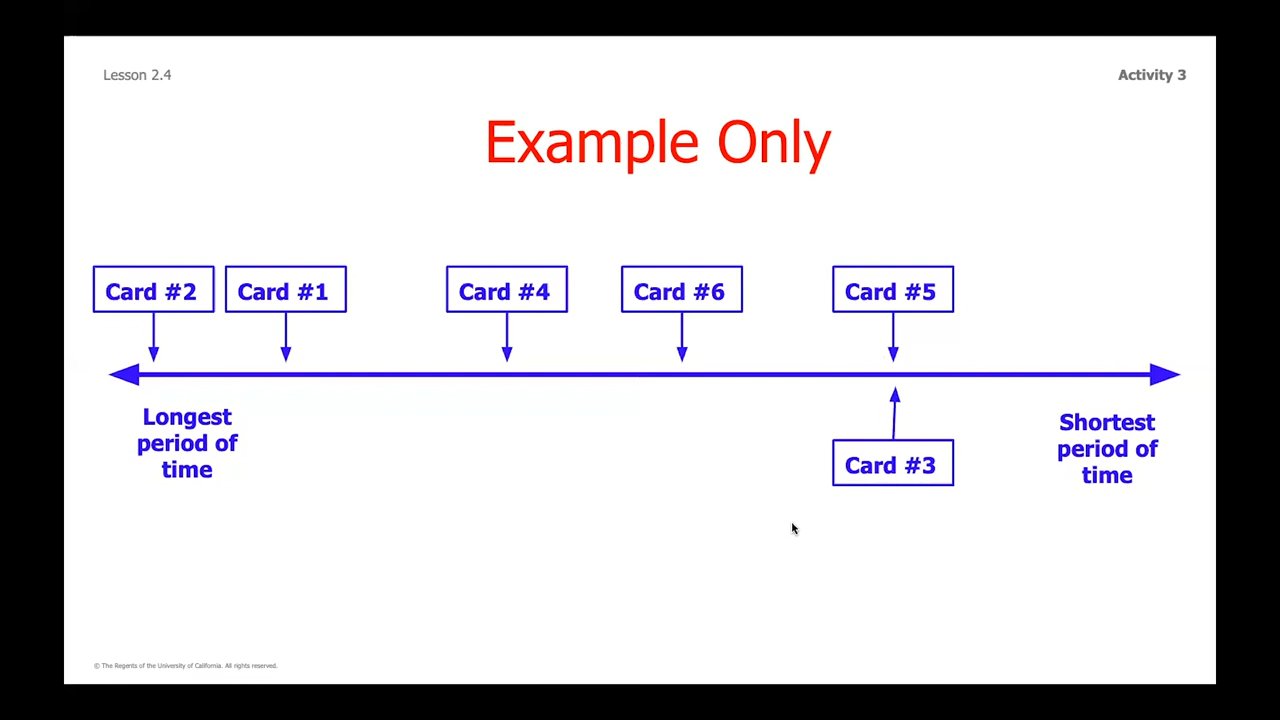 Lesson 2.4
Activity 3
Example Only
Card #2
Card #1
Card #4
Card #6
Card #5
Longest
period of
time
Card #3
Shortest
period of
time
© The Regents of the University of California. All rights reserved.